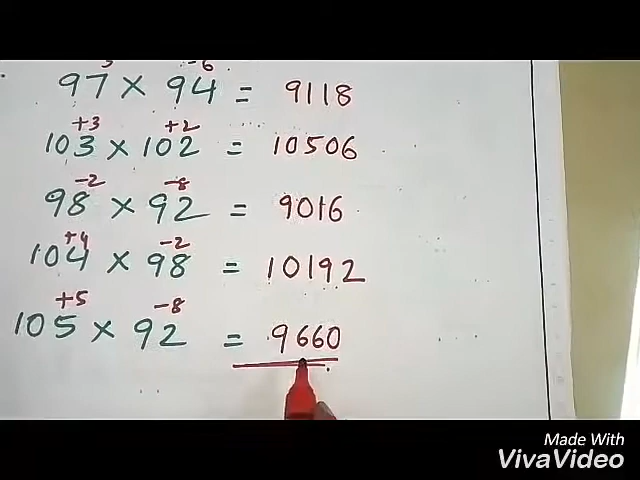 -6
97 × 94 = 9118
+3 +2
103 × 102 = 10506
-2 -8
98 × 92 = 9016
+4 -2
104 × 98 = 10192
+5 -8
105 × 92 = 9660
Made With
VivaVideo